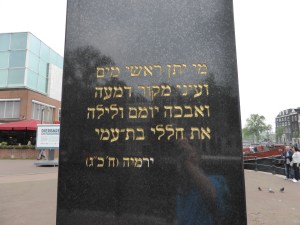 מי יתן ראשי מים
ועיני מקור דמעה
ואבכה יומם ולילה
את חללי בת־עמי
ירמיה (ח׳ כ״ג)